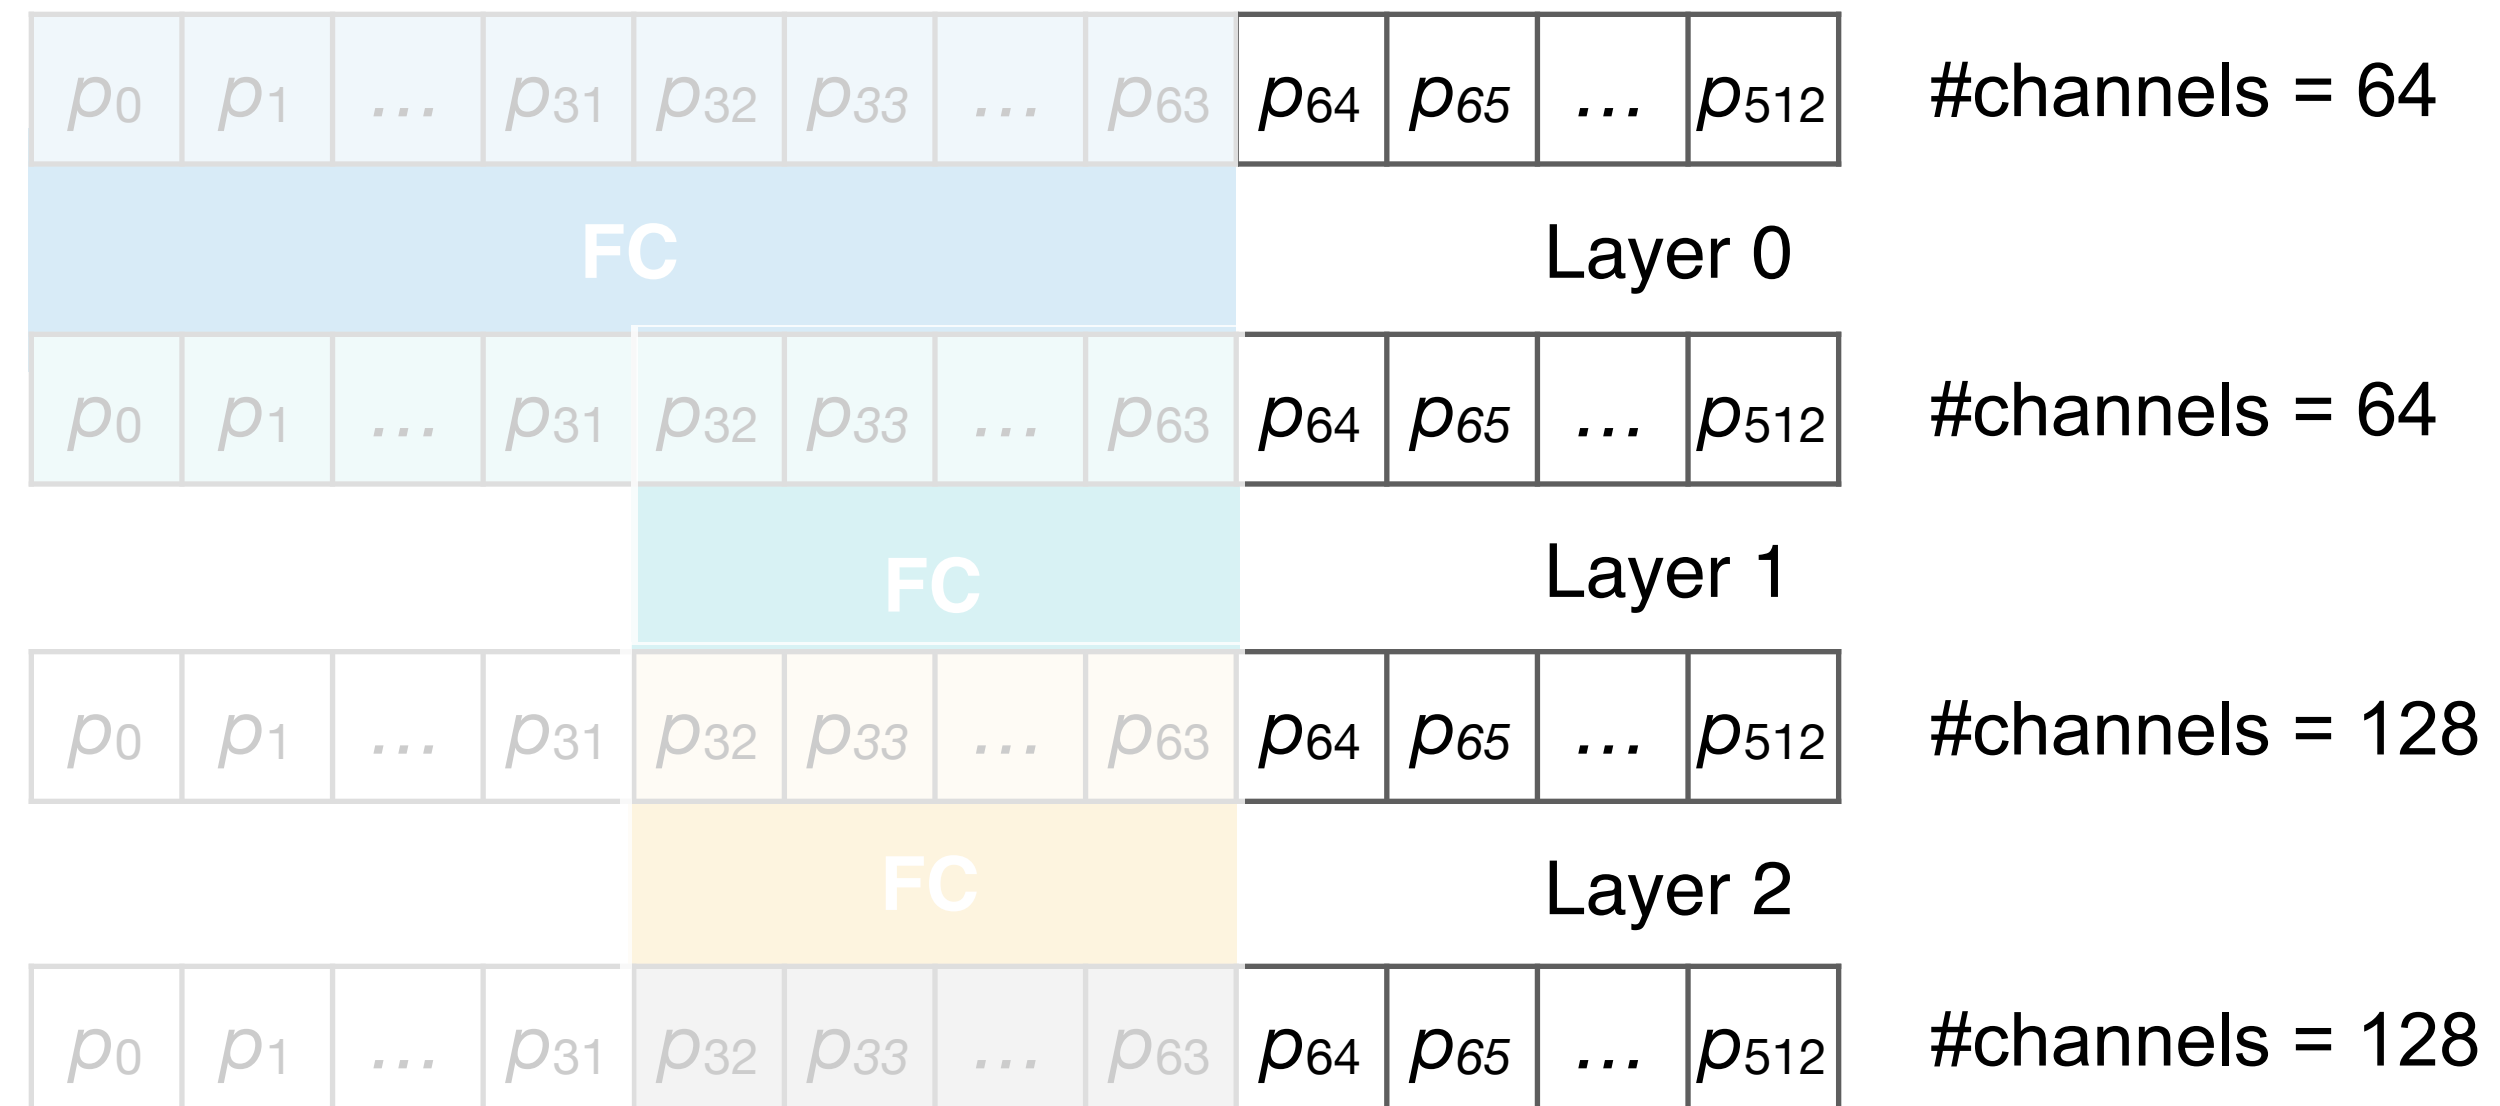 p0 p1 ... p31 p32 p33 ... p63 p64 p65 ... p512 #channels = 64
FC Layer 0
p0 p1 ... p31 p32 p33 ... p63 p64 p65 ... p512 #channels = 64
FC Layer 1
p0 p1 ... p31 p32 p33 ... p63 p64 p65 ... p512 #channels = 128
FC Layer 2
p0 p1 ... p31 p32 p33 ... p63 p64 p65 ... p512 #channels = 128